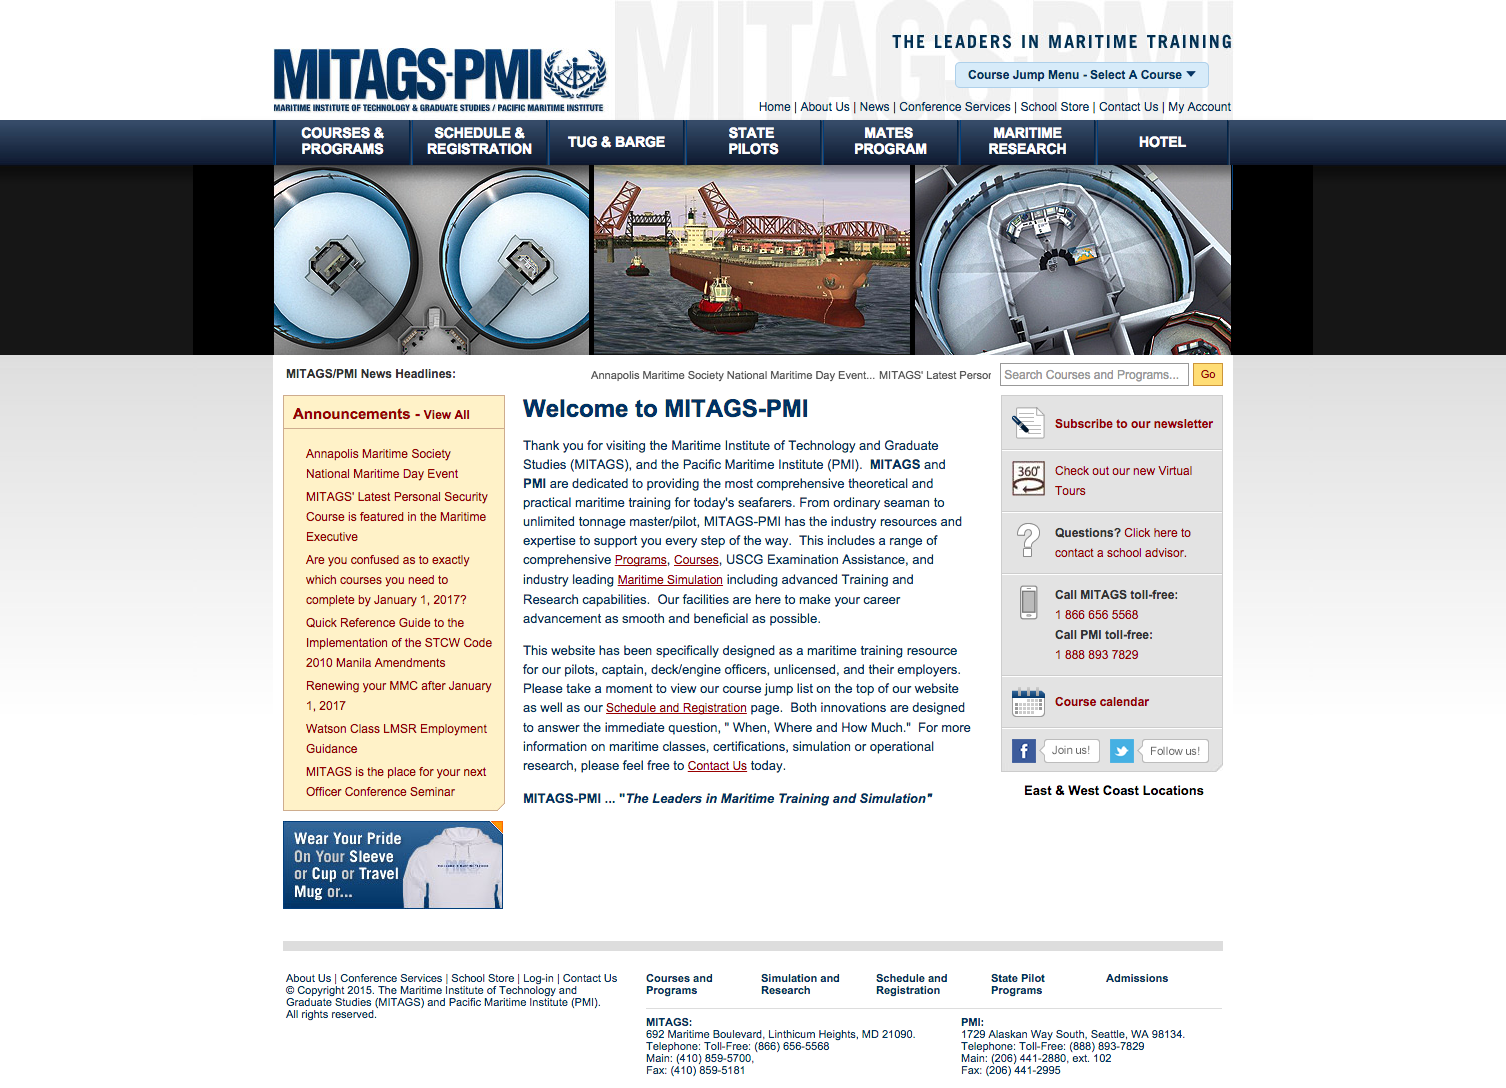 MITAGS-PMI
THE LEADERS IN MARITIME TRAINING
MITAGS-PMI
MARITIME INSTITUTE OF TECHNOLOGY & GRADUATE STUDIES / PACIFIC MARITIME INSTITUTE
Course Jump Menu - Select A Course
Home | About Us | News | Conference Services | School Store | Contact Us | My Account
COURSES &
PROGRAMS
SCHEDULE &
REGISTRATION
TUG & BARGE
STATE
PILOTS
MATES
PROGRAM
MARITIME
RESEARCH
HOTEL
MITAGS/PMI News Headlines:
Annapolis Maritime Society National Maritime Day Event... MITAGS' Latest Person
Search Courses and Programs...
Go
Announcements - View All
Annapolis Maritime Society
National Maritime Day Event
MITAGS' Latest Personal Security
Course is featured in the Maritime
Executive
Are you confused as to exactly
which courses you need to
complete by January 1, 2017?
Quick Reference Guide to the
Implementation of the STCW Code
2010 Manila Amendments
Renewing your MMC after January
1, 2017
Watson Class LMSR Employment
Guidance
MITAGS is the place for your next
Officer Conference Seminar
Wear Your Pride
On Your Sleeve
or Cup or Travel
Mug or...
Welcome to MITAGS-PMI
Thank you for visiting the Maritime Institute of Technology and Graduate
Studies (MITAGS), and the Pacific Maritime Institute (PMI).  MITAGS and
PMI are dedicated to providing the most comprehensive theoretical and
practical maritime training for today's seafarers. From ordinary seaman to
unlimited tonnage master/pilot, MITAGS-PMI has the industry resources and
expertise to support you every step of the way.  This includes a range of
comprehensive Programs, Courses, USCG Examination Assistance, and
industry leading Maritime Simulation including advanced Training and
Research capabilities.  Our facilities are here to make your career
advancement as smooth and beneficial as possible.
This website has been specifically designed as a maritime training resource
for our pilots, captain, deck/engine officers, unlicensed, and their employers.
Please take a moment to view our course jump list on the top of our website
as well as our Schedule and Registration page.  Both innovations are designed
to answer the immediate question, " When, Where and How Much."  For more
information on maritime classes, certifications, simulation or operational
research, please feel free to Contact Us today.
MITAGS-PMI ... "The Leaders in Maritime Training and Simulation"
Subscribe to our newsletter
360°
Check out our new Virtual
Tours
Questions? Click here to
contact a school advisor.
Call MITAGS toll-free:
1 866 656 5568
Call PMI toll-free:
1 888 893 7829
Course calendar
Join us!
Follow us!
East & West Coast Locations
About Us | Conference Services | School Store | Log-in | Contact Us
© Copyright 2015. The Maritime Institute of Technology and
Graduate Studies (MITAGS) and Pacific Maritime Institute (PMI).
All rights reserved.
Courses and
Programs
Simulation and
Research
Schedule and
Registration
State Pilot
Programs
Admissions
MITAGS:
692 Maritime Boulevard, Linthicum Heights, MD 21090.
Telephone: Toll-Free: (866) 656-5568
Main: (410) 859-5700,
Fax: (410) 859-5181
PMI:
1729 Alaskan Way South, Seattle, WA 98134.
Telephone: Toll-Free: (888) 893-7829
Main: (206) 441-2880, ext. 102
Fax: (206) 441-2995